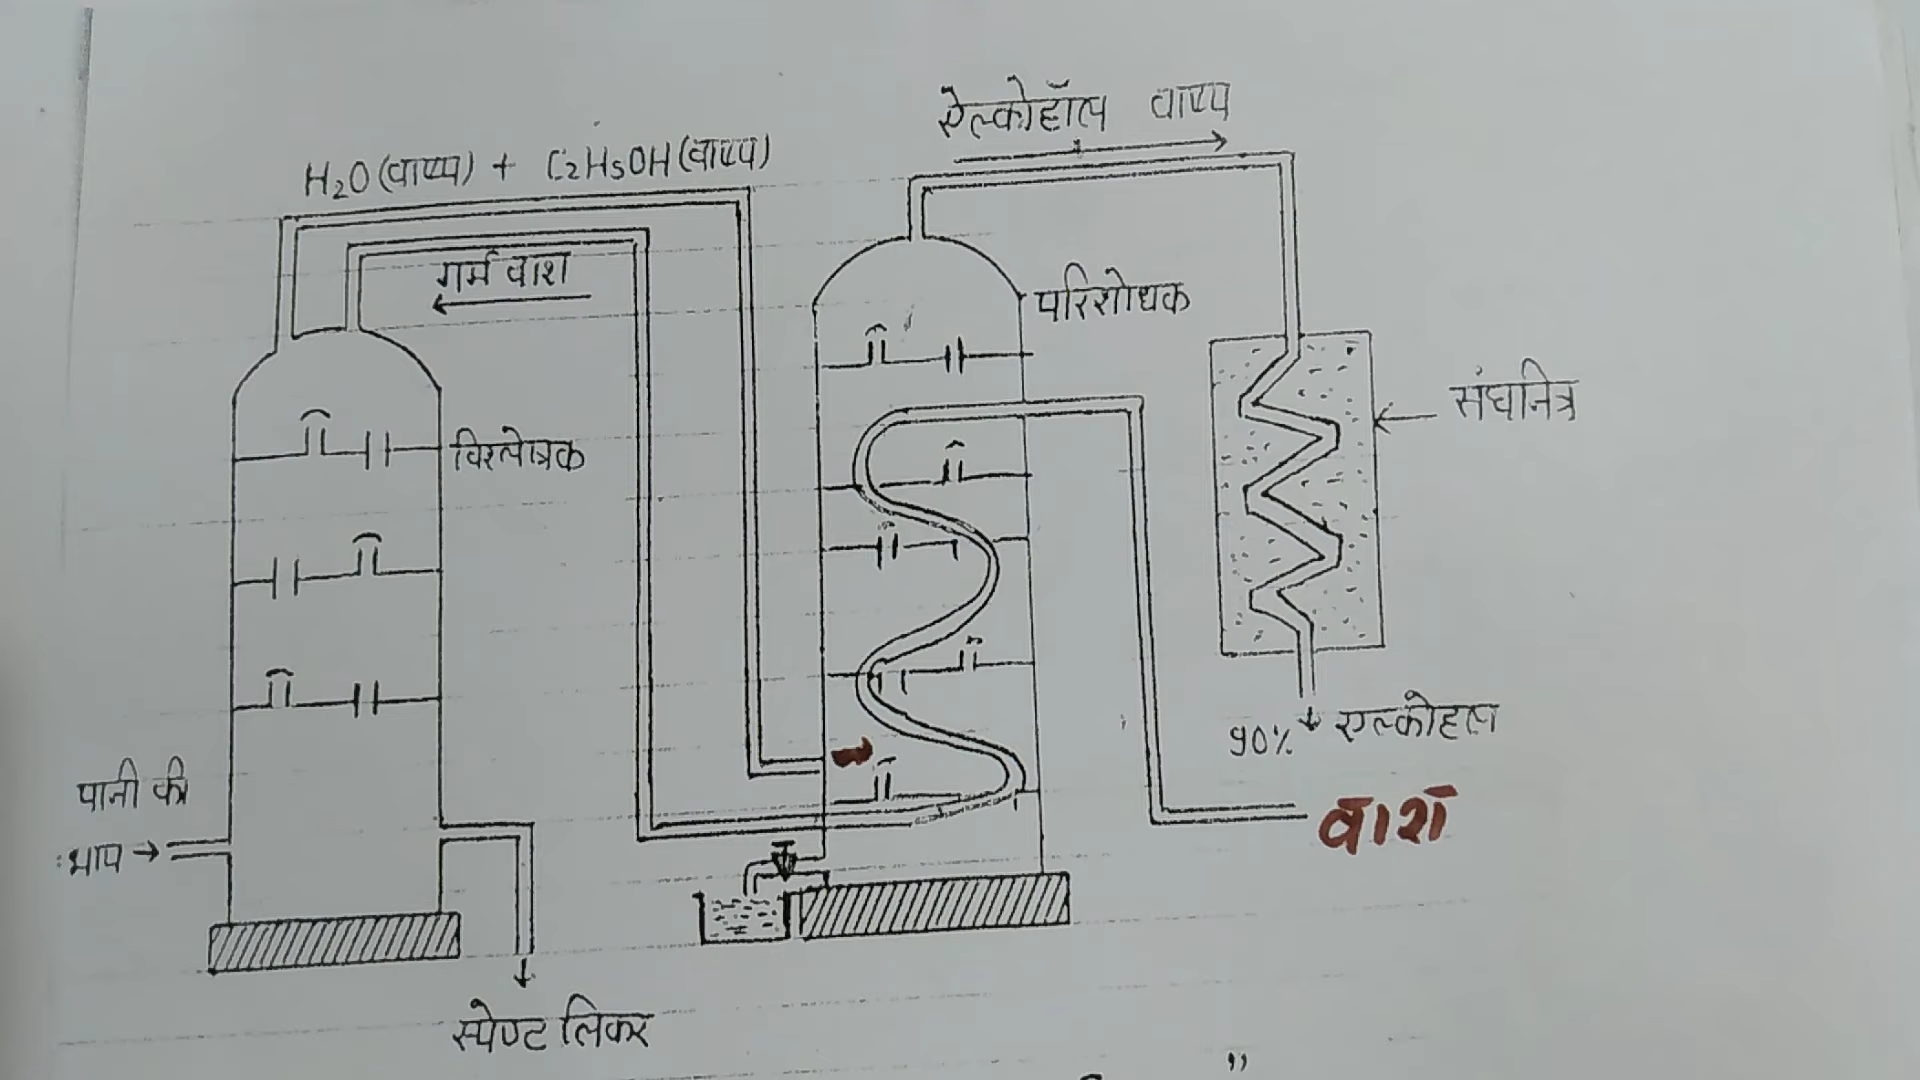 ऐल्कोहॉल वाष्प
H₂O (वाष्प) + C₂H₅OH (वाष्प)
गर्म वाश
परिशोधक
संघनित्र
विश्लेषक
90% एल्कोहल
पानी की
भाप
वाश
स्पेण्ट लिकर